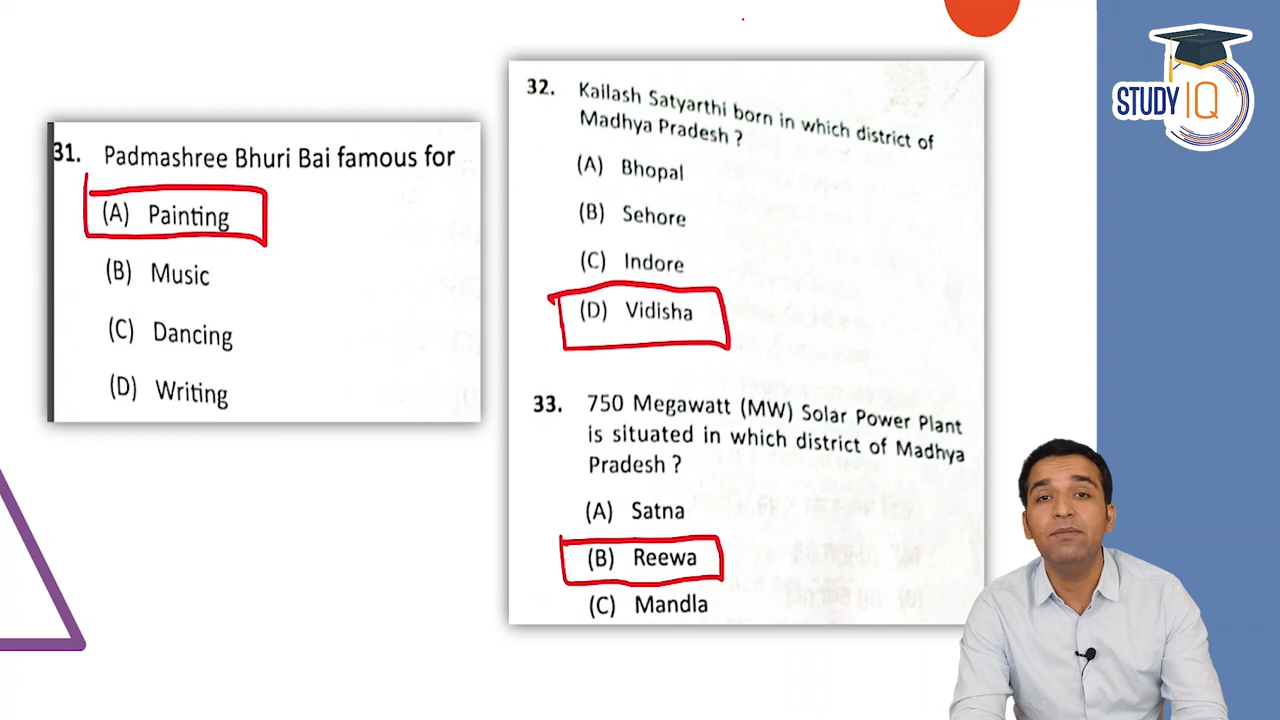 31. Padmashree Bhuri Bai famous for
(A) Painting
(B) Music
(C) Dancing
(D) Writing
32. Kailash Satyarthi born in which district of
Madhya Pradesh ?
(A) Bhopal
(B) Sehore
(C) Indore
(D) Vidisha
33. 750 Megawatt (MW) Solar Power Plant
is situated in which district of Madhya
Pradesh ?
(A) Satna
(B) Reewa
(C) Mandla
STUDY IQ